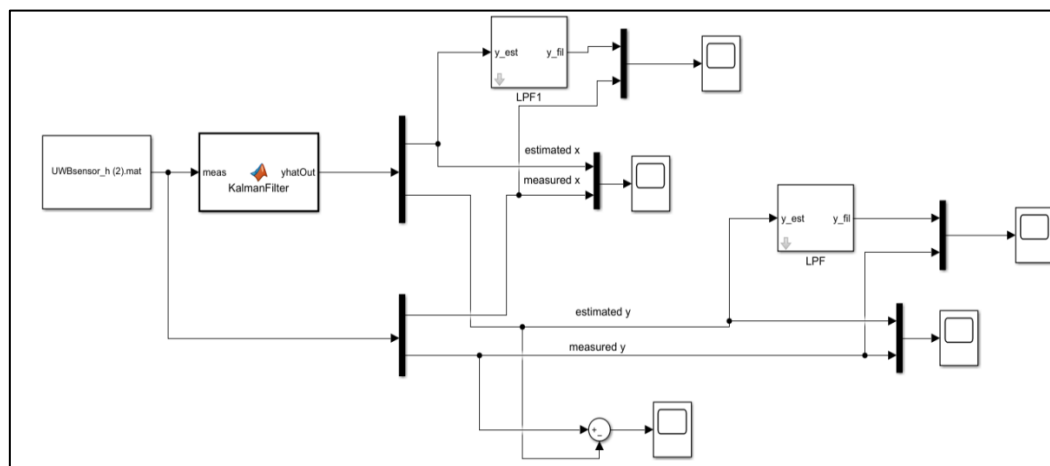 y_est
y_fil
LPF1
UWBsensor_h (2).mat
meas
yhatOut
KalmanFilter
estimated x
measured x
y_est
y_fil
LPF
estimated y
measured y
+
−